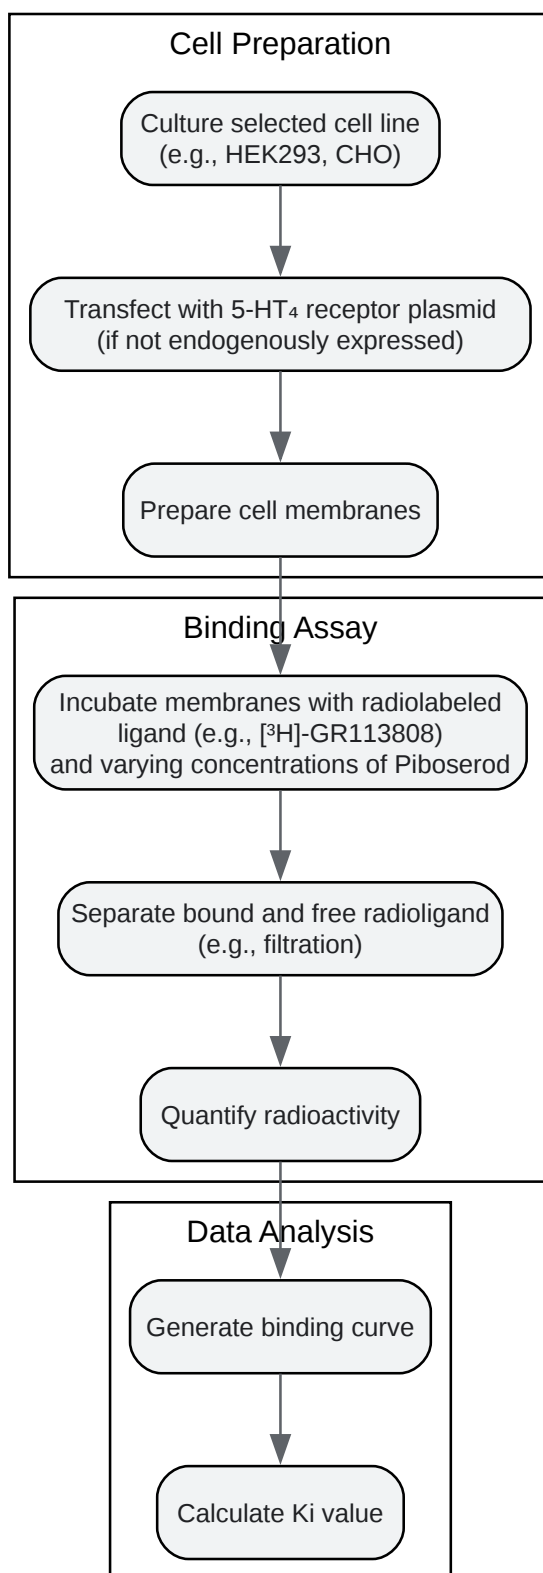 Cell Preparation
Culture selected cell line
(e.g., HEK293, CHO)
Transfect with 5-HT₄ receptor plasmid
(if not endogenously expressed)
Prepare cell membranes
Binding Assay
Incubate membranes with radiolabeled
ligand (e.g., [³H]-GR113808)
and varying concentrations of Piboserod
Separate bound and free radioligand
(e.g., filtration)
Quantify radioactivity
Data Analysis
Generate binding curve
Calculate Ki value